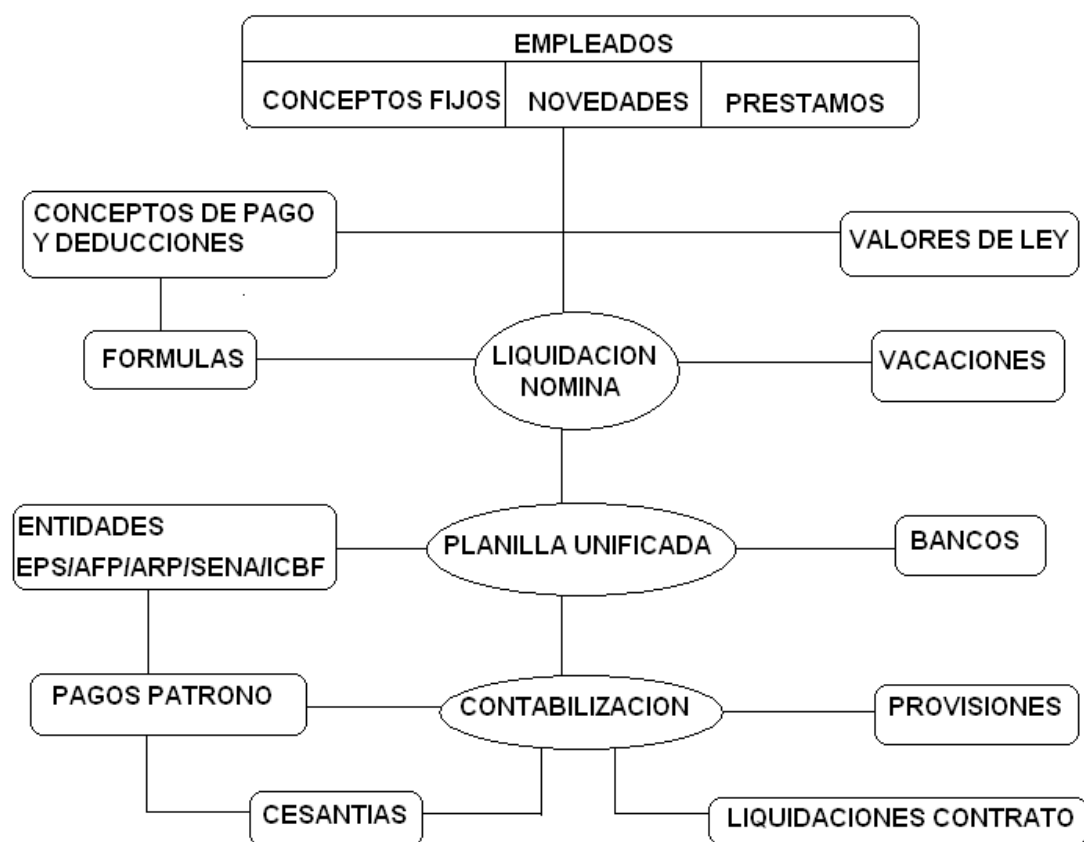 EMPLEADOS
CONCEPTOS FIJOS
NOVEDADES
PRESTAMOS
CONCEPTOS DE PAGO
Y DEDUCCIONES
VALORES DE LEY
FORMULAS
LIQUIDACION
NOMINA
VACACIONES
ENTIDADES
EPS/AFP/ARP/SENA/ICBF
PLANILLA UNIFICADA
BANCOS
PAGOS PATRONO
CONTABILIZACION
PROVISIONES
CESANTIAS
LIQUIDACIONES CONTRATO